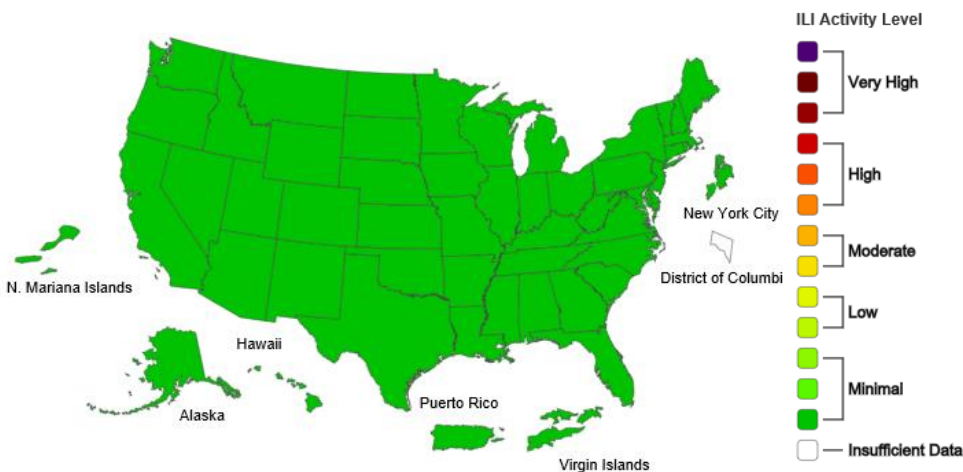 ILI Activity Level
Very High
High
New York City
Moderate
District of Columbi
N. Mariana Islands
Low
Hawaii
Minimal
Puerto Rico
Alaska
Insufficient Data
Virgin Islands